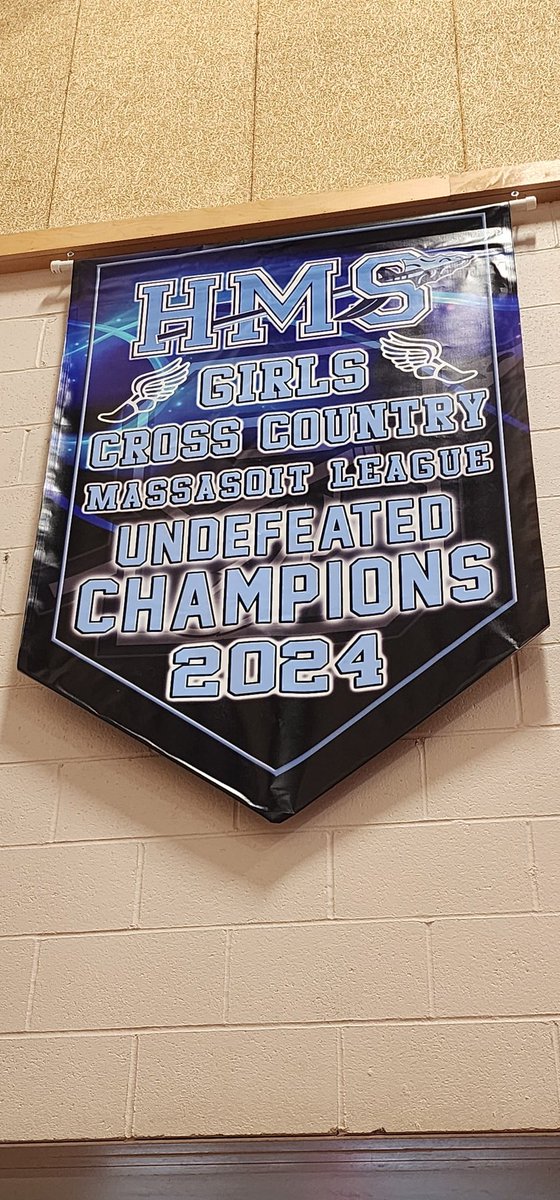 HMS
GIRLS
CROSS COUNTRY
MASSASOIT LEAGUE
UNDEFEATED
CHAMPIONS
2024